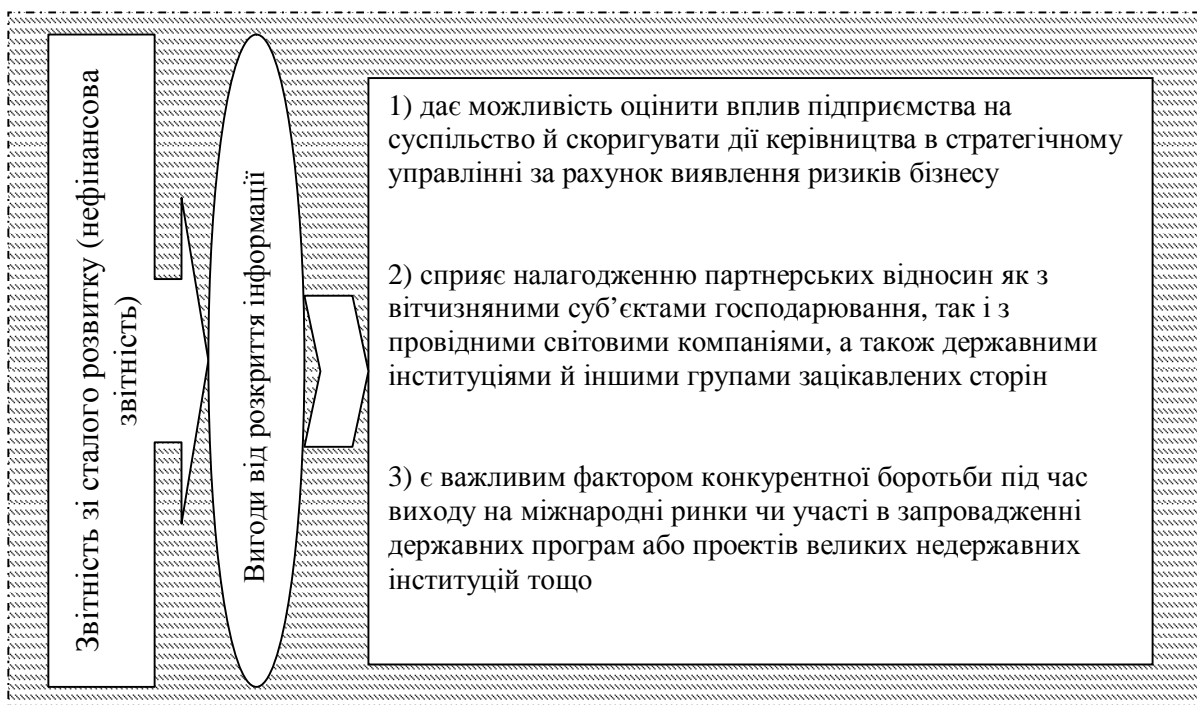 Звітність зі сталого розвитку (нефінансова
звітність)
Вигоди від розкриття інформації
1) дає можливість оцінити вплив підприємства на
суспільство й скоригувати дії керівництва в стратегічному
управлінні за рахунок виявлення ризиків бізнесу
2) сприяє налагодженню партнерських відносин як з
вітчизняними суб’єктами господарювання, так і з
провідними світовими компаніями, а також державними
інституціями й іншими групами зацікавлених сторін
3) є важливим фактором конкурентної боротьби під час
виходу на міжнародні ринки чи участі в запровадженні
державних програм або проектів великих недержавних
інституцій тощо